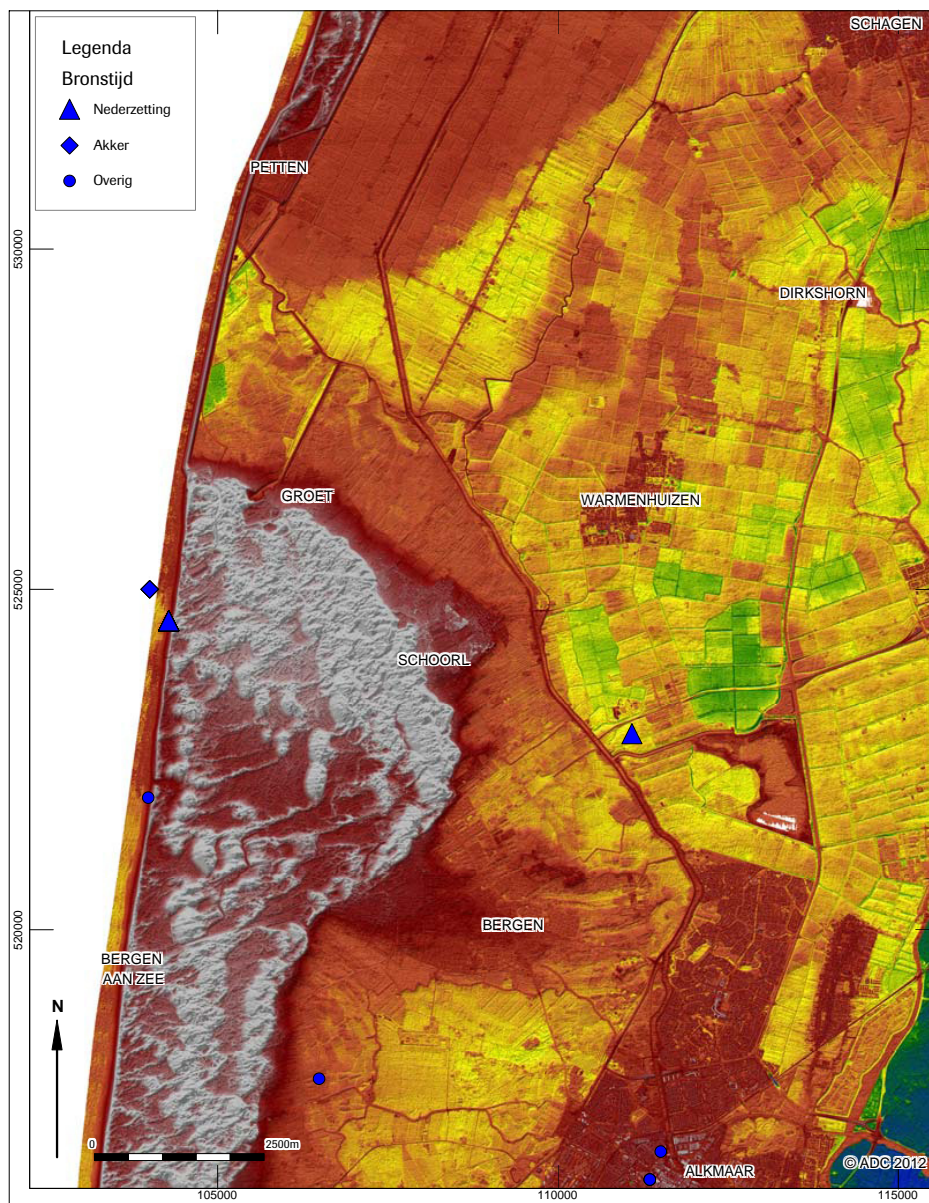 Legenda
Bronstijd
Nederzetting
Akker
Overig
SCHAGEN
PETTEN
530000
DIRKSHORN
GROET
WARMENHUIZEN
525000
SCHOORL
520000
BERGEN
BERGEN
AAN ZEE
N
0
2500m
ALKMAAR
© ADC 2012
105000
110000
115000